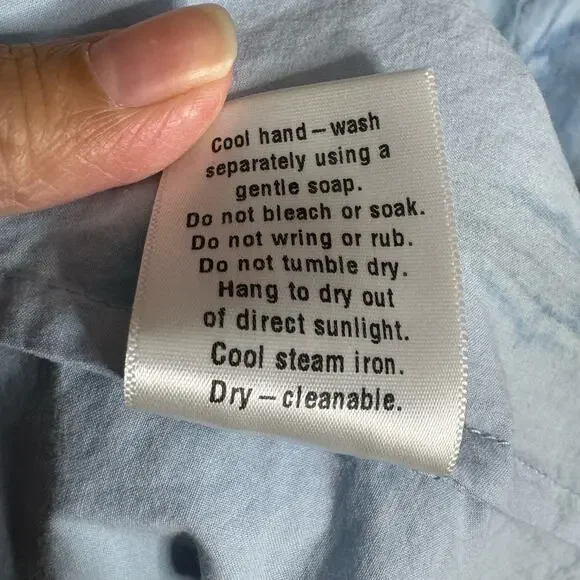 Cool hand – wash
separately using a
gentle soap.
Do not bleach or soak.
Do not wring or rub.
Do not tumble dry.
Hang to dry out
of direct sunlight.
Cool steam iron.
Dry – cleanable.